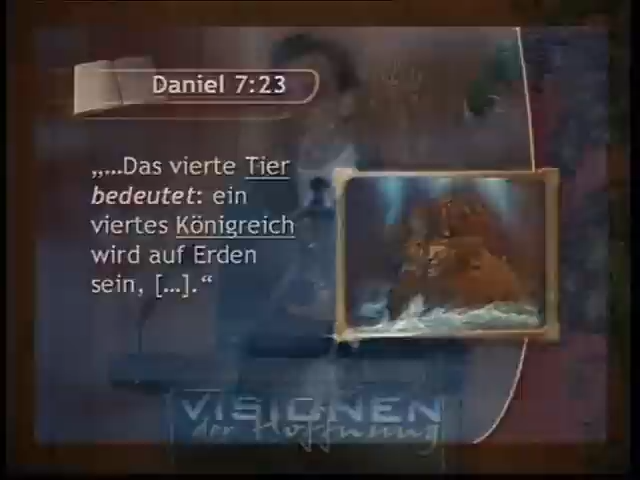 Daniel 7:23
„...Das vierte Tier
bedeutet: ein
viertes Königreich
wird auf Erden
sein, [...].“
VISIONEN
der Hoffnung